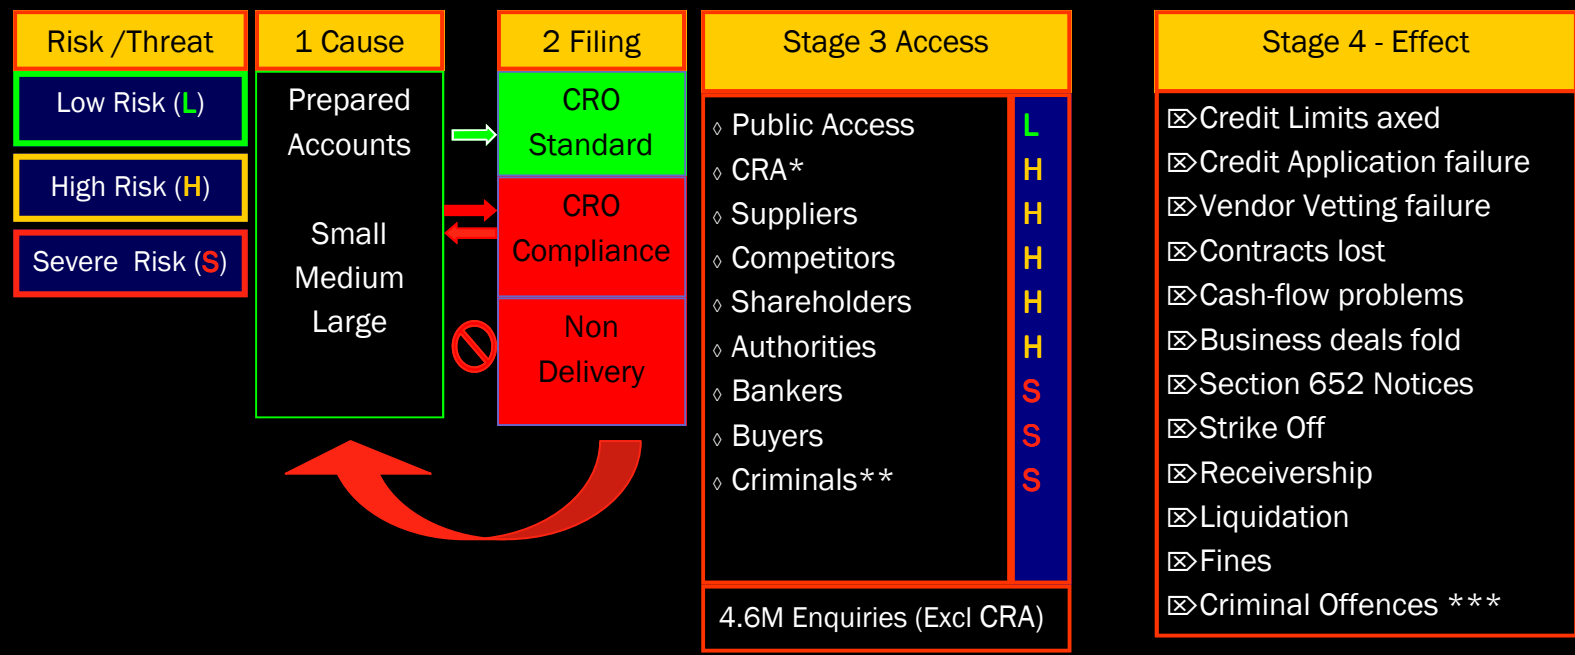 Risk /Threat
Low Risk (L)
High Risk (H)
Severe Risk (S)
1 Cause
Prepared
Accounts
Small
Medium
Large
2 Filing
CRO
Standard
CRO
Compliance
Non
Delivery
Stage 3 Access
◊ Public Access L
◊ CRA* H
◊ Suppliers H
◊ Competitors H
◊ Shareholders H
◊ Authorities H
◊ Bankers S
◊ Buyers S
◊ Criminals** S
4.6M Enquiries (Excl CRA)
Stage 4 - Effect
⌦Credit Limits axed
⌦Credit Application failure
⌦Vendor Vetting failure
⌦Contracts lost
⌦Cash-flow problems
⌦Business deals fold
⌦Section 652 Notices
⌦Strike Off
⌦Receivership
⌦Liquidation
⌦Fines
⌦Criminal Offences ***